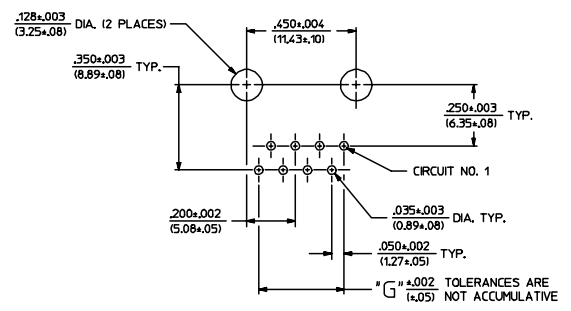 .128±.003
(3.25±.08)
DIA. (2 PLACES)
.450±.004
(11.43±.10)
.350±.003
(8.89±.08)
TYP.
.250±.003
(6.35±.08)
TYP.
CIRCUIT NO. 1
.200±.002
(5.08±.05)
.035±.003
(0.89±.08)
DIA. TYP.
.050±.002
(1.27±.05)
TYP.
"G" ±.002
(±.05)
TOLERANCES ARE
NOT ACCUMULATIVE